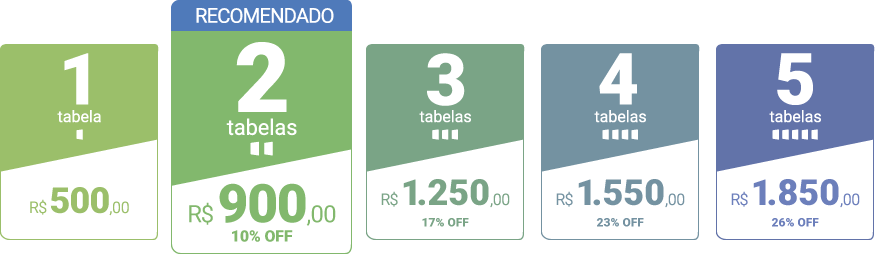 RECOMENDADO
1
tabela
R$ 500,00
2
tabelas
R$ 900,00
10% OFF
3
tabelas
R$ 1.250,00
17% OFF
4
tabelas
R$ 1.550,00
23% OFF
5
tabelas
R$ 1.850,00
26% OFF